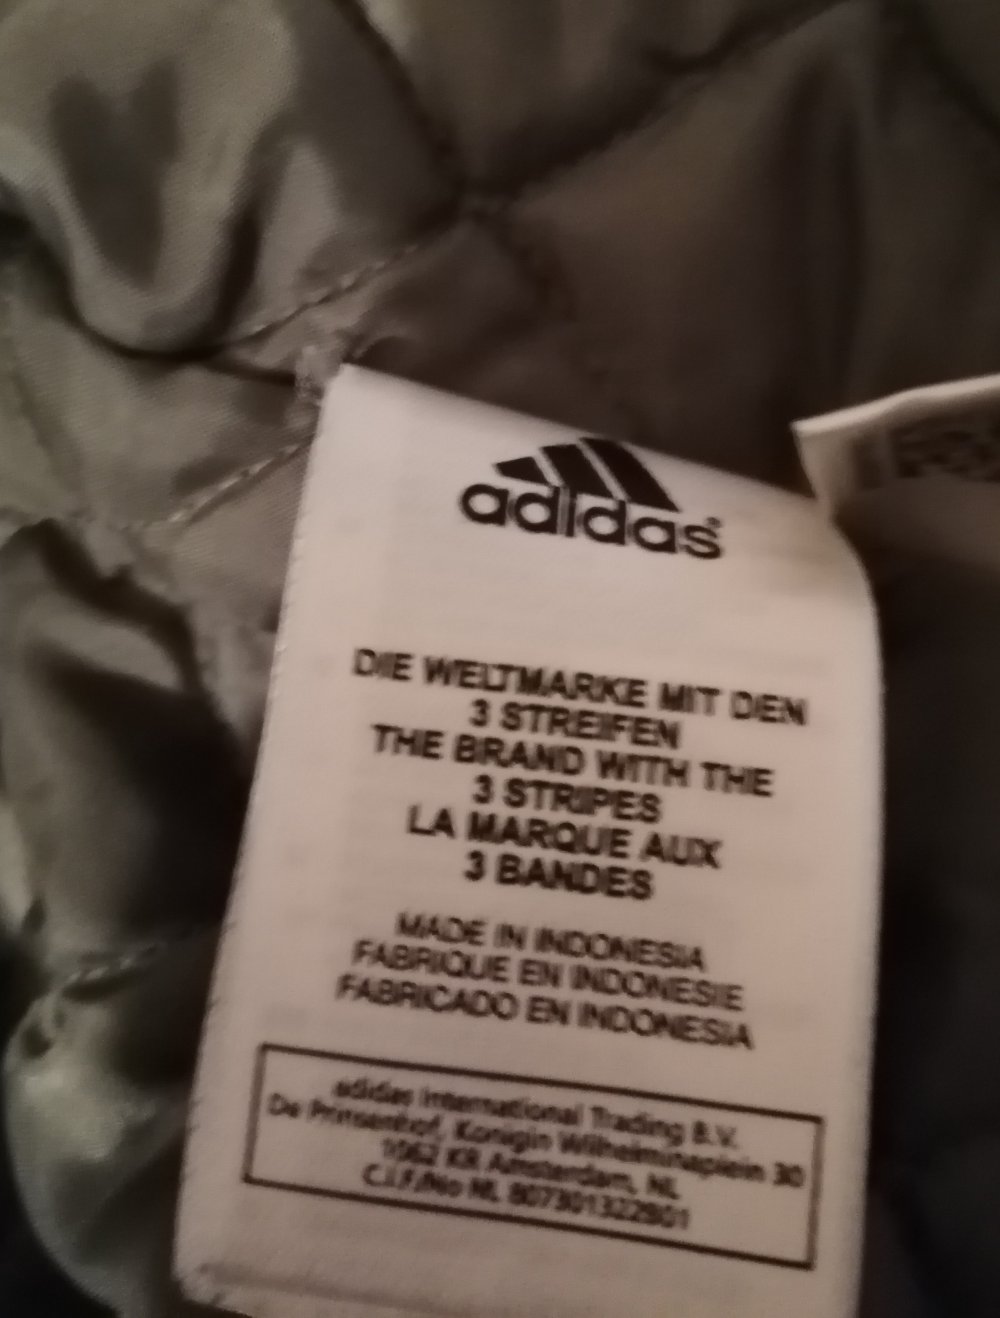 adidas®
DIE WELTMARKE MIT DEN
3 STREIFEN
THE BRAND WITH THE
3 STRIPES
LA MARQUE AUX
3 BANDES
MADE IN INDONESIA
FABRIQUE EN INDONESIE
FABRICADO EN INDONESIA
adidas International Trading B.V.
De Prinsenhof, Konigin Wilhelminaplein 30
1062 KR Amsterdam, NL
C.I.F/No NL